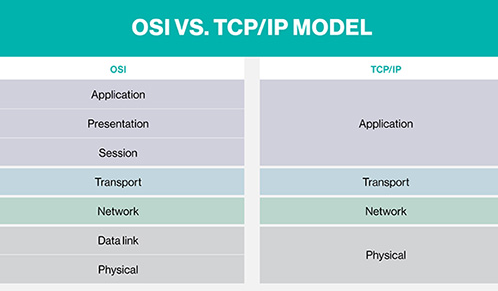 OSI VS. TCP/IP MODEL
OSI
TCP/IP
Application
Presentation
Session
Application
Transport
Transport
Network
Network
Data link
Physical
Physical